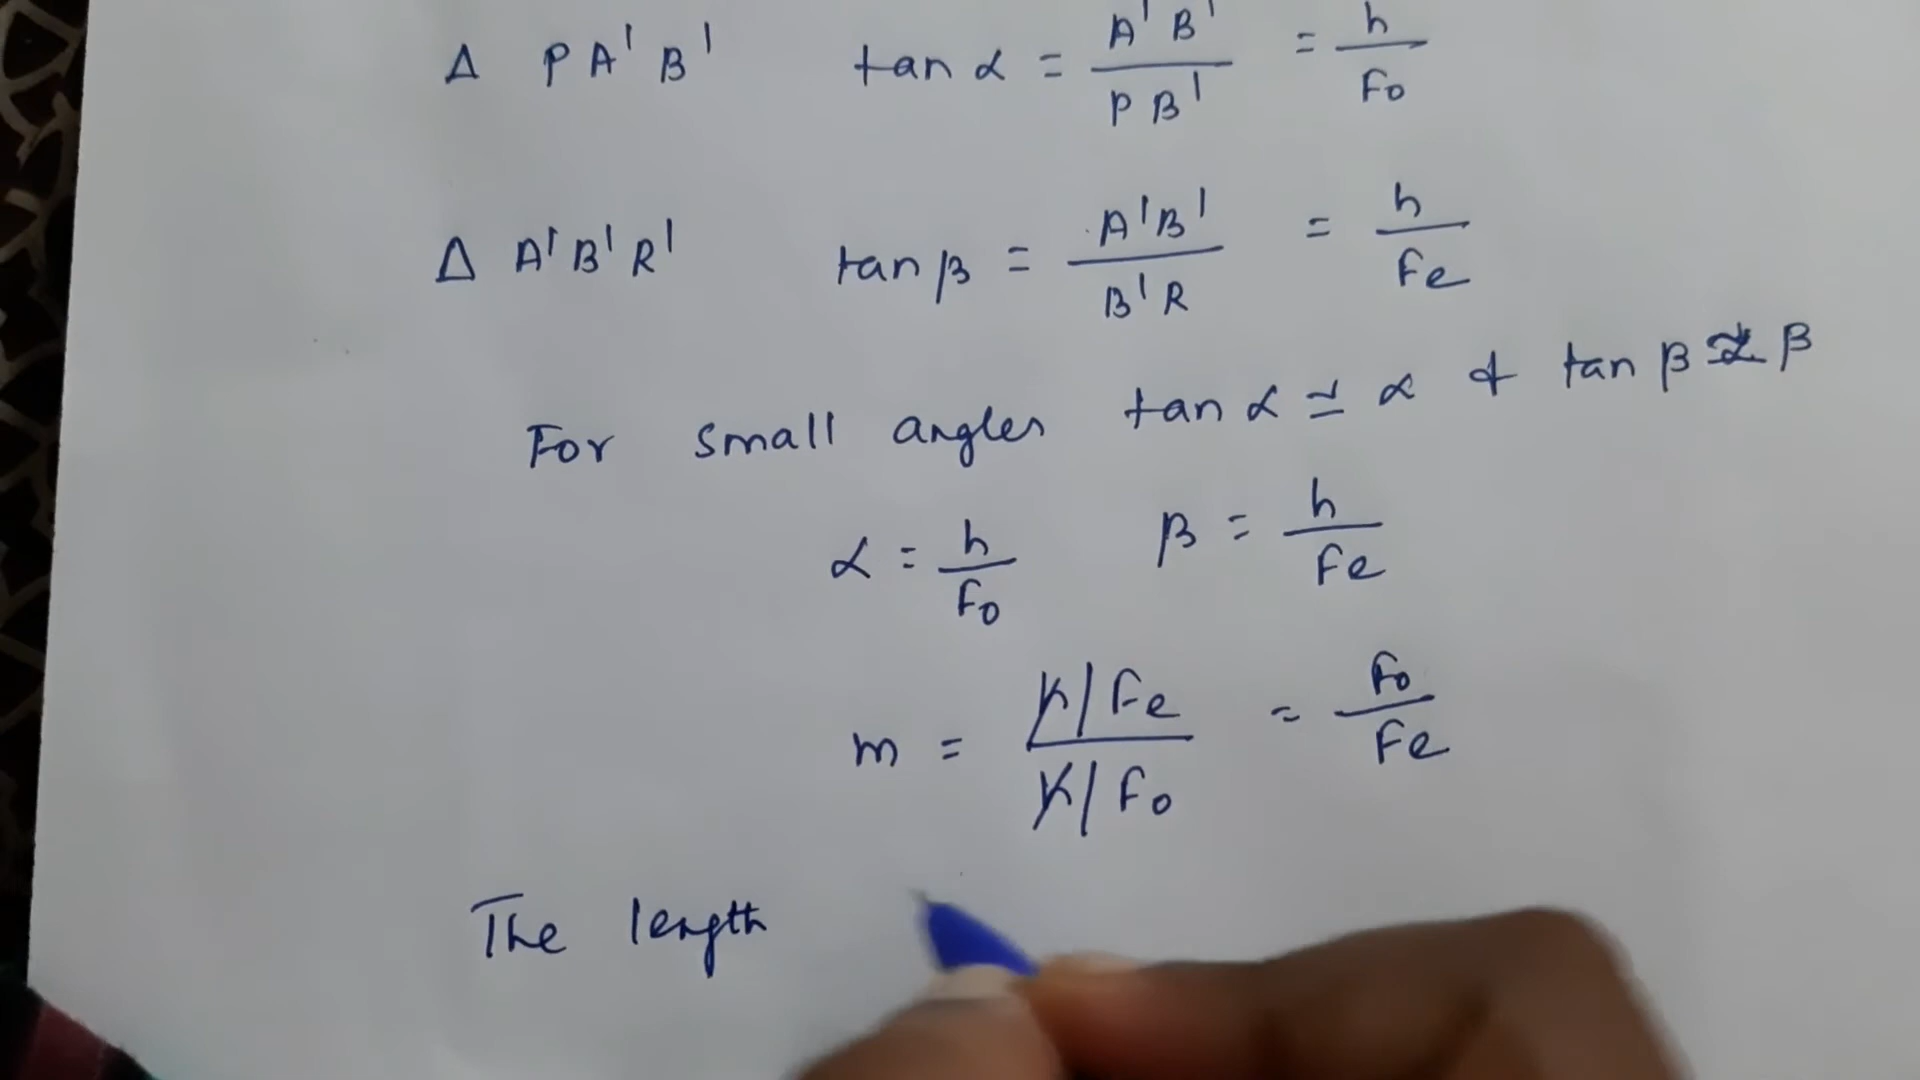 Δ PA'B' tan α = A'B' / PB' = h / Fo
Δ A'B'R' tan β = A'B' / B'R = h / Fe
For small angles tan α ≃ α & tan β ≃ β
α = h / Fo β = h / Fe
m = h/Fe / h/Fo = Fo / Fe
The length